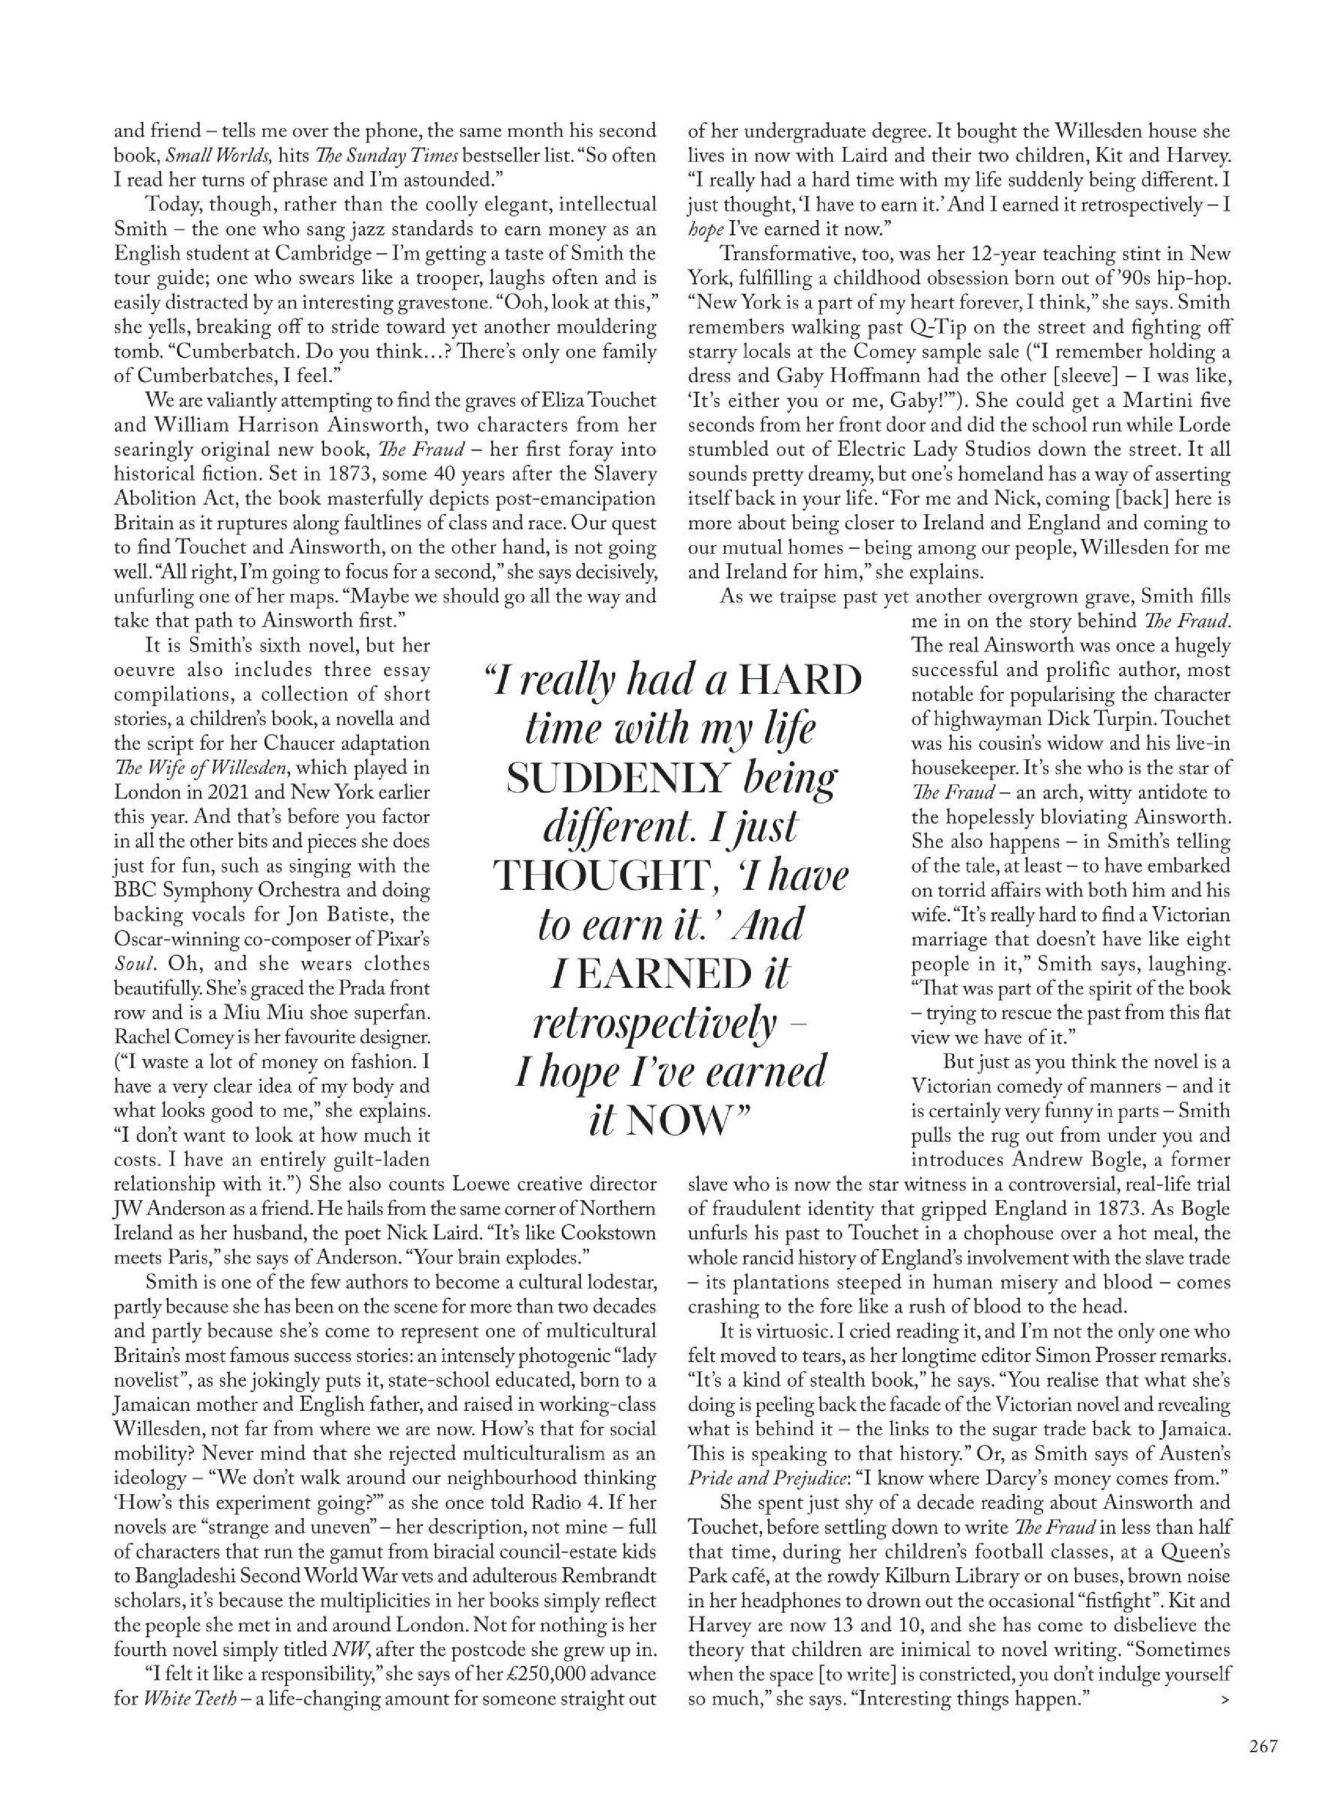 and friend – tells me over the phone, the same month his second
book, Small Worlds, hits The Sunday Times bestseller list. “So often
I read her turns of phrase and I’m astounded.”
Today, though, rather than the coolly elegant, intellectual
Smith – the one who sang jazz standards to earn money as an
English student at Cambridge – I’m getting a taste of Smith the
tour guide; one who swears like a trooper, laughs often and is
easily distracted by an interesting gravestone. “Ooh, look at this,”
she yells, breaking off to stride toward yet another mouldering
tomb. “Cumberbatch. Do you think…? There’s only one family
of Cumberbatches, I feel.”
We are valiantly attempting to find the graves of Eliza Touchet
and William Harrison Ainsworth, two characters from her
searingly original new book, The Fraud – her first foray into
historical fiction. Set in 1873, some 40 years after the Slavery
Abolition Act, the book masterfully depicts post-emancipation
Britain as it ruptures along faultlines of class and race. Our quest
to find Touchet and Ainsworth, on the other hand, is not going
well. “All right, I’m going to focus for a second,” she says decisively,
unfurling one of her maps. “Maybe we should go all the way and
take that path to Ainsworth first.”
It is Smith’s sixth novel, but her
oeuvre also includes three essay
compilations, a collection of short
stories, a children’s book, a novella and
the script for her Chaucer adaptation
The Wife of Willesden, which played in
London in 2021 and New York earlier
this year. And that’s before you factor
in all the other bits and pieces she does
just for fun, such as singing with the
BBC Symphony Orchestra and doing
backing vocals for Jon Batiste, the
Oscar-winning co-composer of Pixar’s
Soul. Oh, and she wears clothes
beautifully. She’s graced the Prada front
row and is a Miu Miu shoe superfan.
Rachel Comey is her favourite designer.
(“I waste a lot of money on fashion. I
have a very clear idea of my body and
what looks good to me,” she explains.
“I don’t want to look at how much it
costs. I have an entirely guilt-laden
relationship with it.”) She also counts Loewe creative director
JW Anderson as a friend. He hails from the same corner of Northern
Ireland as her husband, the poet Nick Laird. “It’s like Cookstown
meets Paris,” she says of Anderson. “Your brain explodes.”
Smith is one of the few authors to become a cultural lodestar,
partly because she has been on the scene for more than two decades
and partly because she’s come to represent one of multicultural
Britain’s most famous success stories: an intensely photogenic “lady
novelist”, as she jokingly puts it, state-school educated, born to a
Jamaican mother and English father, and raised in working-class
Willesden, not far from where we are now. How’s that for social
mobility? Never mind that she rejected multiculturalism as an
ideology – “We don’t walk around our neighbourhood thinking
‘How’s this experiment going?’” as she once told Radio 4. If her
novels are “strange and uneven” – her description, not mine – full
of characters that run the gamut from biracial council-estate kids
to Bangladeshi Second World War vets and adulterous Rembrandt
scholars, it’s because the multiplicities in her books simply reflect
the people she met in and around London. Not for nothing is her
fourth novel simply titled NW, after the postcode she grew up in.
“I felt it like a responsibility,” she says of her £250,000 advance
for White Teeth – a life-changing amount for someone straight out
“I really had a HARD
time with my life
SUDDENLY being
different. I just
THOUGHT, ‘I have
to earn it.’ And
I EARNED it
retrospectively –
I hope I’ve earned
it NOW”
of her undergraduate degree. It bought the Willesden house she
lives in now with Laird and their two children, Kit and Harvey.
“I really had a hard time with my life suddenly being different. I
just thought, ‘I have to earn it.’ And I earned it retrospectively – I
hope I’ve earned it now.”
Transformative, too, was her 12-year teaching stint in New
York, fulfilling a childhood obsession born out of ’90s hip-hop.
“New York is a part of my heart forever, I think,” she says. Smith
remembers walking past Q-Tip on the street and fighting off
starry locals at the Comey sample sale (“I remember holding a
dress and Gaby Hoffmann had the other [sleeve] – I was like,
‘It’s either you or me, Gaby!’”). She could get a Martini five
seconds from her front door and did the school run while Lorde
stumbled out of Electric Lady Studios down the street. It all
sounds pretty dreamy, but one’s homeland has a way of asserting
itself back in your life. “For me and Nick, coming [back] here is
more about being closer to Ireland and England and coming to
our mutual homes – being among our people, Willesden for me
and Ireland for him,” she explains.
As we traipse past yet another overgrown grave, Smith fills
me in on the story behind The Fraud.
The real Ainsworth was once a hugely
successful and prolific author, most
notable for popularising the character
of highwayman Dick Turpin. Touchet
was his cousin’s widow and his live-in
housekeeper. It’s she who is the star of
The Fraud – an arch, witty antidote to
the hopelessly bloviating Ainsworth.
She also happens – in Smith’s telling
of the tale, at least – to have embarked
on torrid affairs with both him and his
wife. “It’s really hard to find a Victorian
marriage that doesn’t have like eight
people in it,” Smith says, laughing.
“That was part of the spirit of the book
– trying to rescue the past from this flat
view we have of it.”
But just as you think the novel is a
Victorian comedy of manners – and it
is certainly very funny in parts – Smith
pulls the rug out from under you and
introduces Andrew Bogle, a former
slave who is now the star witness in a controversial, real-life trial
of fraudulent identity that gripped England in 1873. As Bogle
unfurls his past to Touchet in a chophouse over a hot meal, the
whole rancid history of England’s involvement with the slave trade
– its plantations steeped in human misery and blood – comes
crashing to the fore like a rush of blood to the head.
It is virtuosic. I cried reading it, and I’m not the only one who
felt moved to tears, as her longtime editor Simon Prosser remarks.
“It’s a kind of stealth book,” he says. “You realise that what she’s
doing is peeling back the facade of the Victorian novel and revealing
what is behind it – the links to the sugar trade back to Jamaica.
This is speaking to that history.” Or, as Smith says of Austen’s
Pride and Prejudice: “I know where Darcy’s money comes from.”
She spent just shy of a decade reading about Ainsworth and
Touchet, before settling down to write The Fraud in less than half
that time, during her children’s football classes, at a Queen’s
Park café, at the rowdy Kilburn Library or on buses, brown noise
in her headphones to drown out the occasional “fistfight”. Kit and
Harvey are now 13 and 10, and she has come to disbelieve the
theory that children are inimical to novel writing. “Sometimes
when the space [to write] is constricted, you don’t indulge yourself
so much,” she says. “Interesting things happen.” >
267